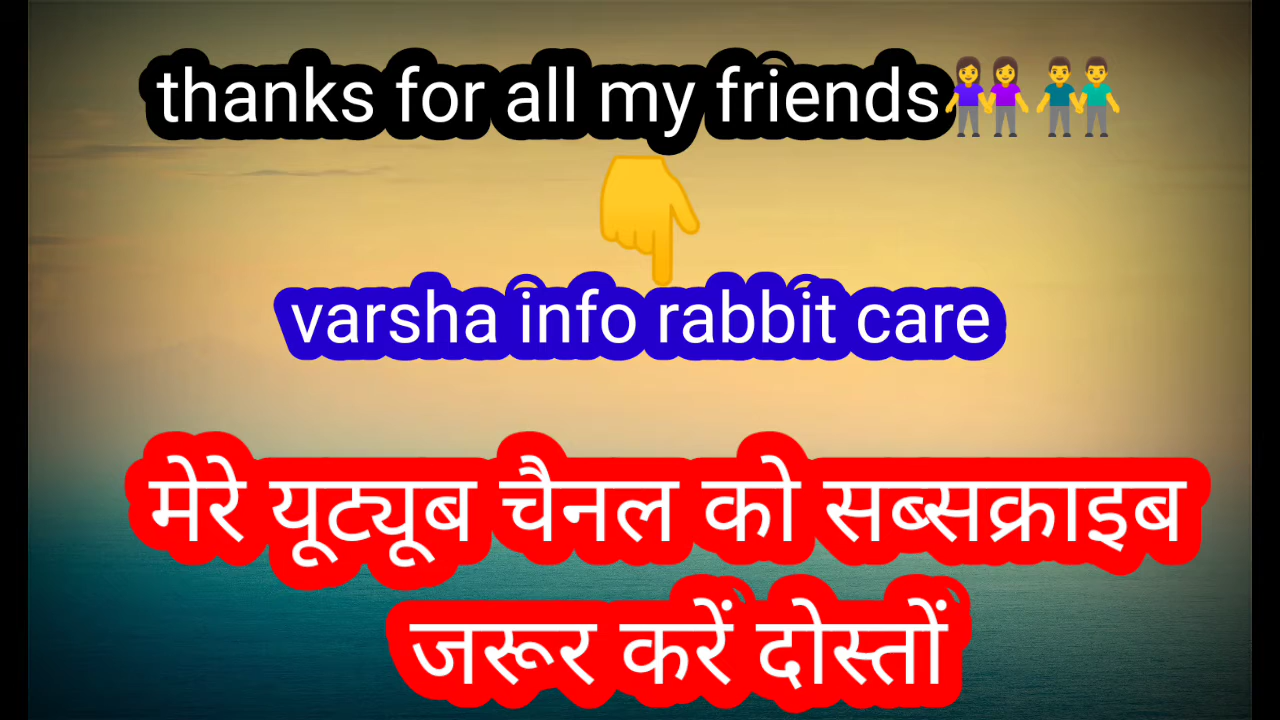 thanks for all my friends👭👬
👇
varsha info rabbit care
मेरे यूट्यूब चैनल को सब्सक्राइब
जरूर करें दोस्तों